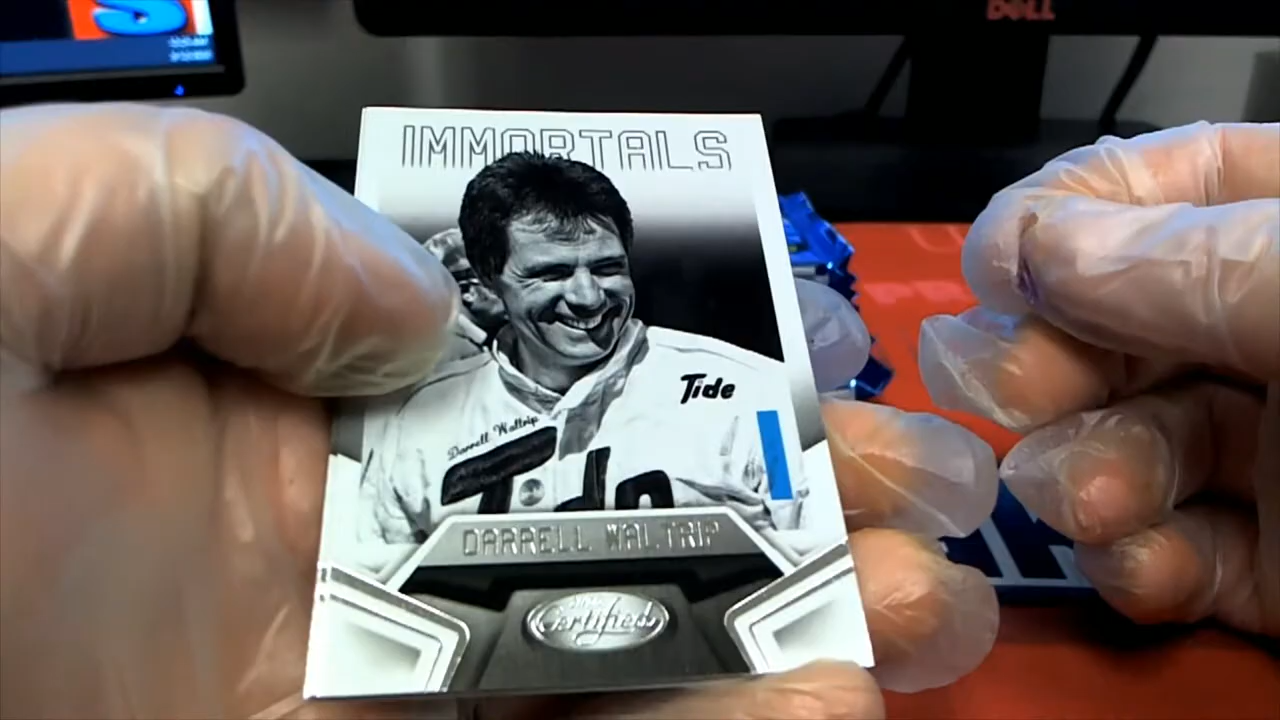 DELL
IMMORTALS
Tide
Darrell Waltrip
Tide
DARRELL WALTRIP
Certified